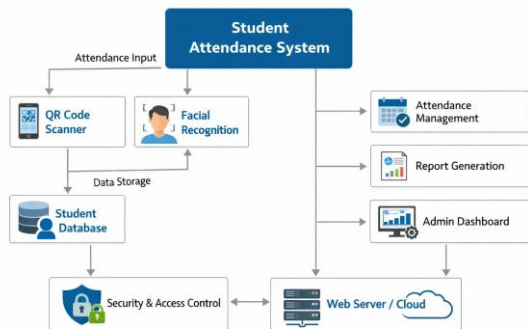 Student
Attendance System
Attendance Input
QR Code
Scanner
Facial
Recognition
Attendance
Management
Data Storage
Report Generation
Student
Database
Admin Dashboard
Security & Access Control
Web Server / Cloud